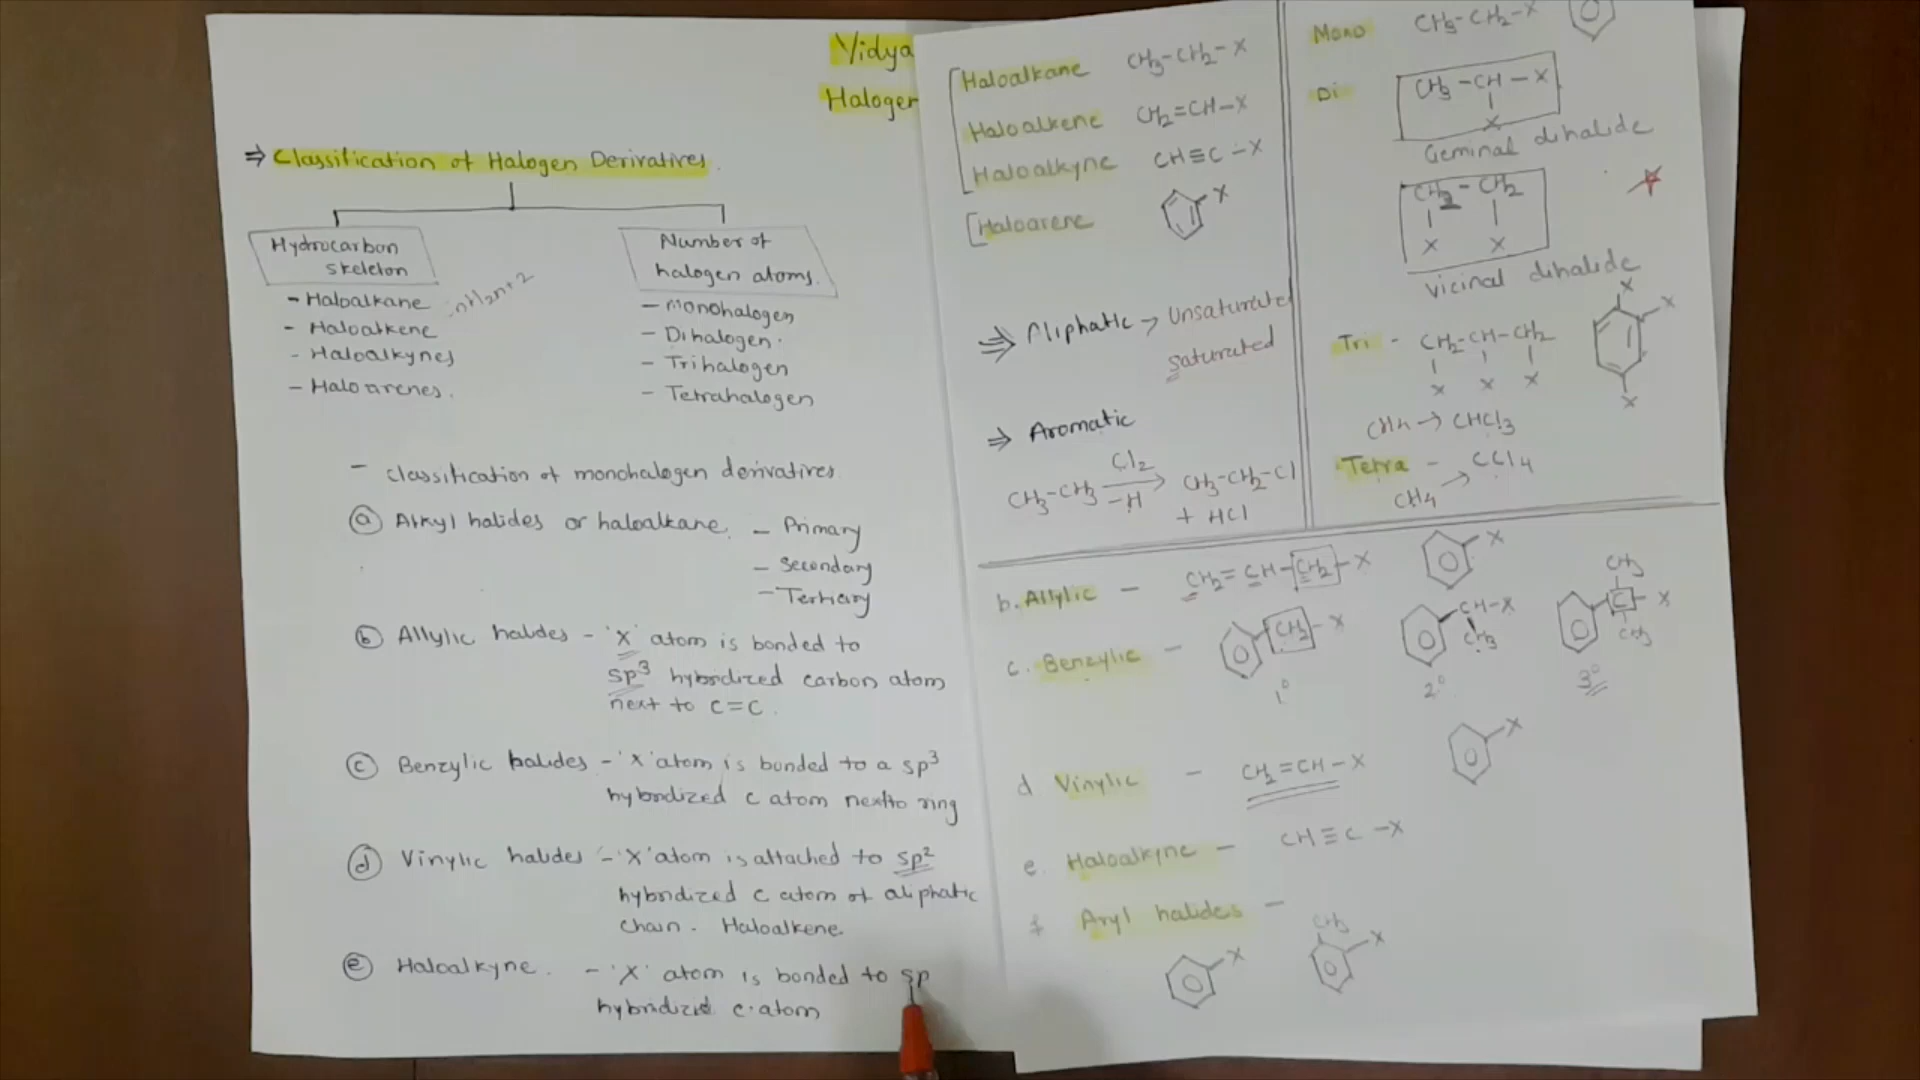 Vidya
Halogen
⇒ Classification of Halogen Derivatives.
Hydrocarbon
skeleton
- Haloalkane
- Haloalkene
- Haloalkynes
- Haloarenes.
nH2n+2
Number of
halogen atoms.
- Monohalogen
- Dihalogen.
- Trihalogen
- Tetrahalogen
- classification of monohalogen derivatives
ⓐ Alkyl halides or haloalkane. - Primary
- Secondary
- Tertiary
ⓑ Allylic halides - 'X' atom is bonded to
sp³ hybridized carbon atom
next to C=C.
ⓒ Benzylic halides - 'X' atom is bonded to a sp³
hybridized c atom next to ring
ⓓ Vinylic halides - 'X' atom is attached to sp²
hybridized c atom of aliphatic
chain. Haloalkene.
ⓔ Haloalkyne. - 'X' atom is bonded to sp
hybridized c.atom
Haloalkane CH3-CH2-X
Haloalkene CH2=CH-X
Haloalkyne CH≡C-X
Haloarene X
⇒ Aliphatic → Unsaturated
Saturated
⇒ Aromatic
CH3-CH3 Cl2 -H → CH3-CH2-Cl
+ HCl
Mono CH3-CH2-X
Di CH3-CH-X
X
Geminal dihalide
CH2-CH2
X X
Vicinal dihalide
Tri - CH2-CH-CH2
X X X
X X
X
CH4 → CHCl3
Tetra - CCl4
CH4 →
b. Allylic - CH2=CH-CH2-X X
c. Benzylic - CH2-X CH-X CH3 CH3 C-X CH3
1° 2° 3°
d Vinylic - CH2=CH-X X
e. Haloalkyne - CH≡C-X
f Aryl halides -
X CH3 X